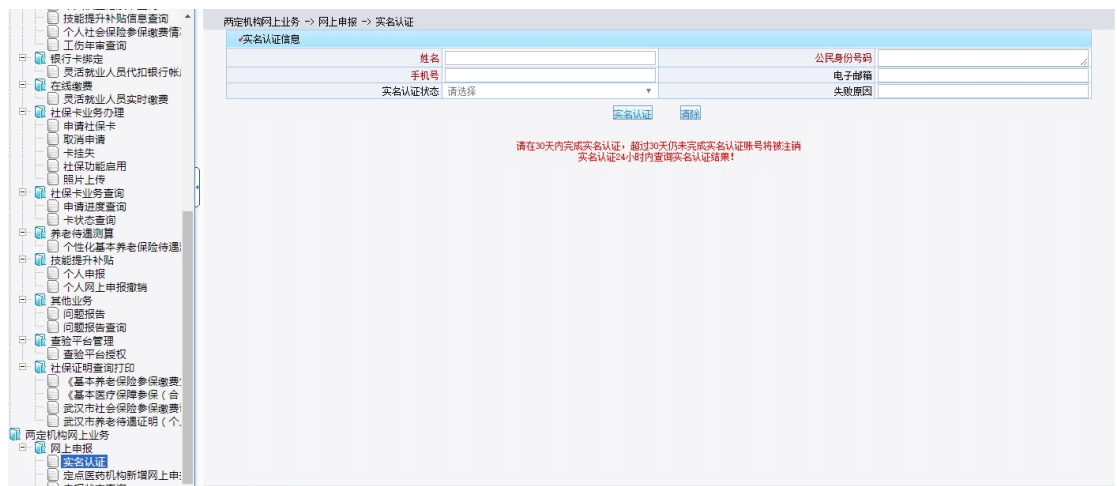 技能提升补贴信息查询
个人社会保险参保缴费情
工伤年审查询
银行卡绑定
灵活就业人员代扣银行帐
在线缴费
灵活就业人员实时缴费
社保卡业务办理
申请社保卡
取消申请
卡挂失
社保功能启用
照片上传
社保卡业务查询
申请进度查询
卡状态查询
养老待遇测算
个性化基本养老保险待遇
技能提升补贴
个人申报
个人网上申报撤销
其他业务
问题报告
问题报告查询
查验平台管理
查验平台授权
社保证明查询打印
《基本养老保险参保缴费
《基本医疗保障参保（合
武汉市社会保险参保缴费
武汉市养老待遇证明（个
两定机构网上业务
网上申报
实名认证
定点医药机构新增网上申
两定机构网上业务 -> 网上申报 -> 实名认证
实名认证信息
姓名 公民身份号码
手机号 电子邮箱
实名认证状态 请选择 失败原因
实名认证 清除
请在30天内完成实名认证，超过30天仍未完成实名认证账号将被注销
实名认证24小时内查询实名认证结果！